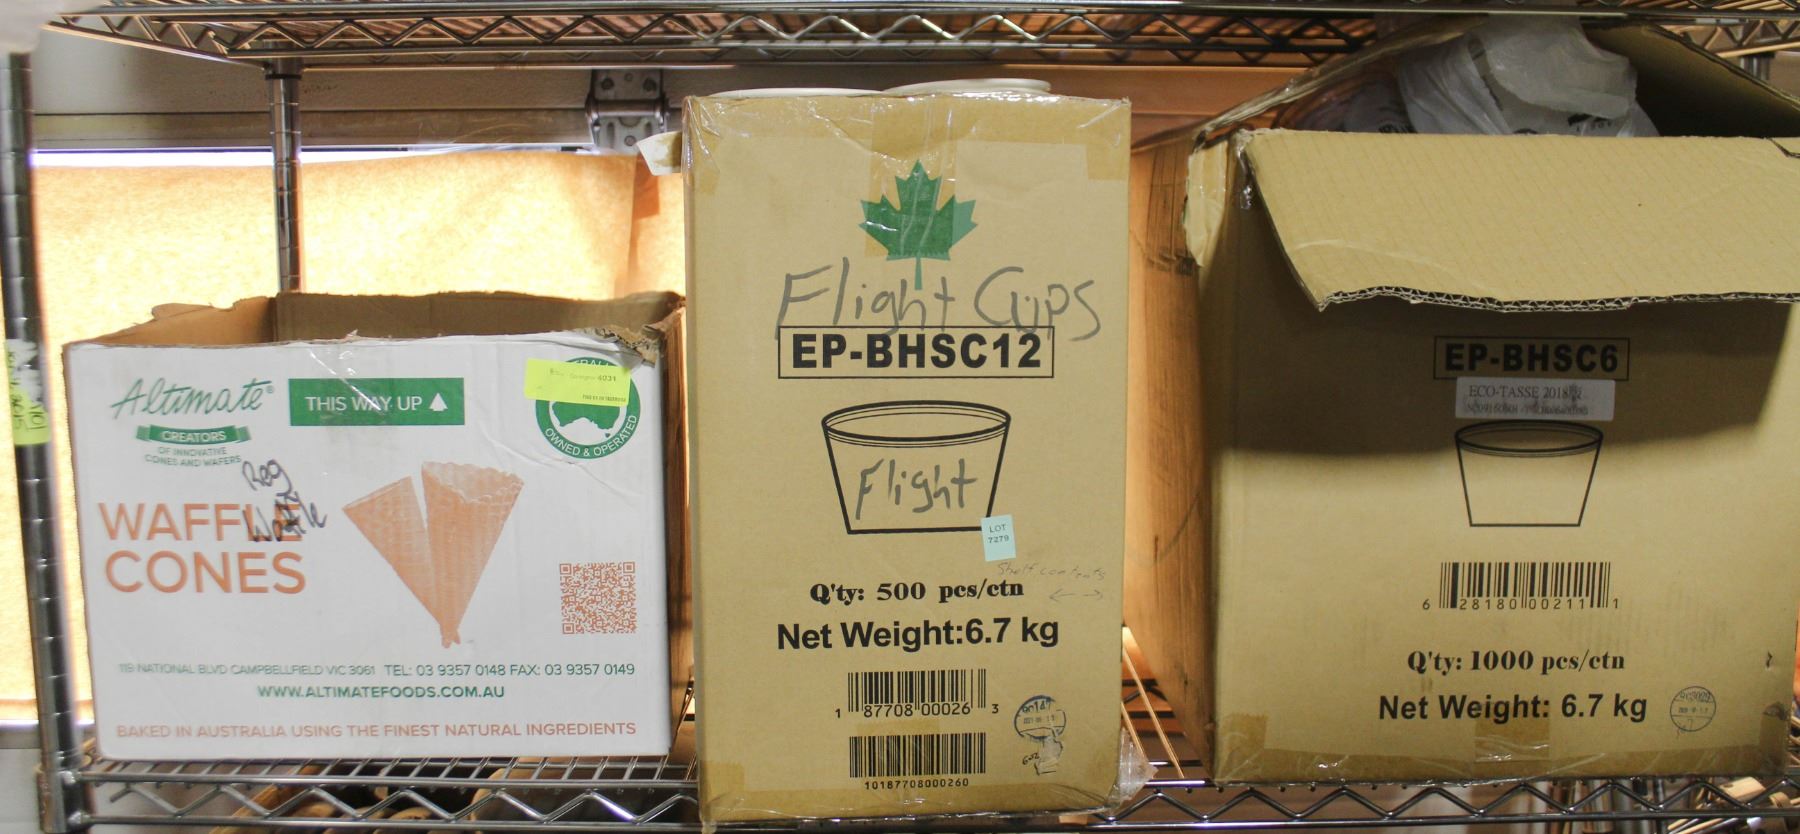 Altimate®
CREATORS
OF INNOVATIVE
CONES AND WAFERS
THIS WAY UP
4031
OWNED & OPERATED
Reg
Waffle
WAFFLE
CONES
119 NATIONAL BLVD CAMPBELLFIELD VIC 3061 TEL: 03 9357 0148 FAX: 03 9357 0149
WWW.ALTIMATEFOODS.COM.AU
BAKED IN AUSTRALIA USING THE FINEST NATURAL INGREDIENTS
Flight Cups
EP-BHSC12
Flight
LOT
7279
Shelf contents
Q'ty: 500 pcs/ctn
Net Weight:6.7 kg
1 87708 00026 3
10187708000260
EP-BHSC6
ECO-TASSE 2018
6 28180 00211 1
Q'ty: 1000 pcs/ctn
Net Weight: 6.7 kg